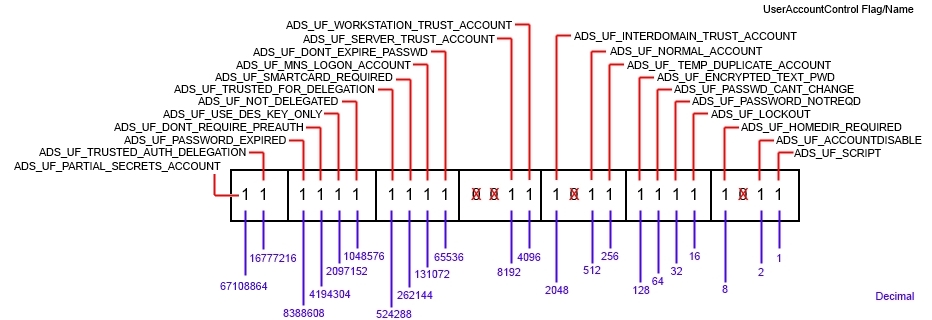 UserAccountControl Flag/Name
ADS_UF_WORKSTATION_TRUST_ACCOUNT
ADS_UF_SERVER_TRUST_ACCOUNT
ADS_UF_DONT_EXPIRE_PASSWD
ADS_UF_MNS_LOGON_ACCOUNT
ADS_UF_SMARTCARD_REQUIRED
ADS_UF_TRUSTED_FOR_DELEGATION
ADS_UF_NOT_DELEGATED
ADS_UF_USE_DES_KEY_ONLY
ADS_UF_DONT_REQUIRE_PREAUTH
ADS_UF_PASSWORD_EXPIRED
ADS_UF_TRUSTED_AUTH_DELEGATION
ADS_UF_PARTIAL_SECRETS_ACCOUNT
ADS_UF_INTERDOMAIN_TRUST_ACCOUNT
ADS_UF_NORMAL_ACCOUNT
ADS_UF_ TEMP_DUPLICATE_ACCOUNT
ADS_UF_ENCRYPTED_TEXT_PWD
ADS_UF_PASSWD_CANT_CHANGE
ADS_UF_PASSWORD_NOTREQD
ADS_UF_LOCKOUT
ADS_UF_HOMEDIR_REQUIRED
ADS_UF_ACCOUNTDISABLE
ADS_UF_SCRIPT
1 1 1 1 1 1 1 1 1 1 0 0 1 1 1 0 1 1 1 1 1 1 1 0 1 1
67108864
16777216
8388608
4194304
2097152
1048576
524288
262144
131072
65536
8192
4096
2048
512
256
128
64
32
16
8
2
1
Decimal